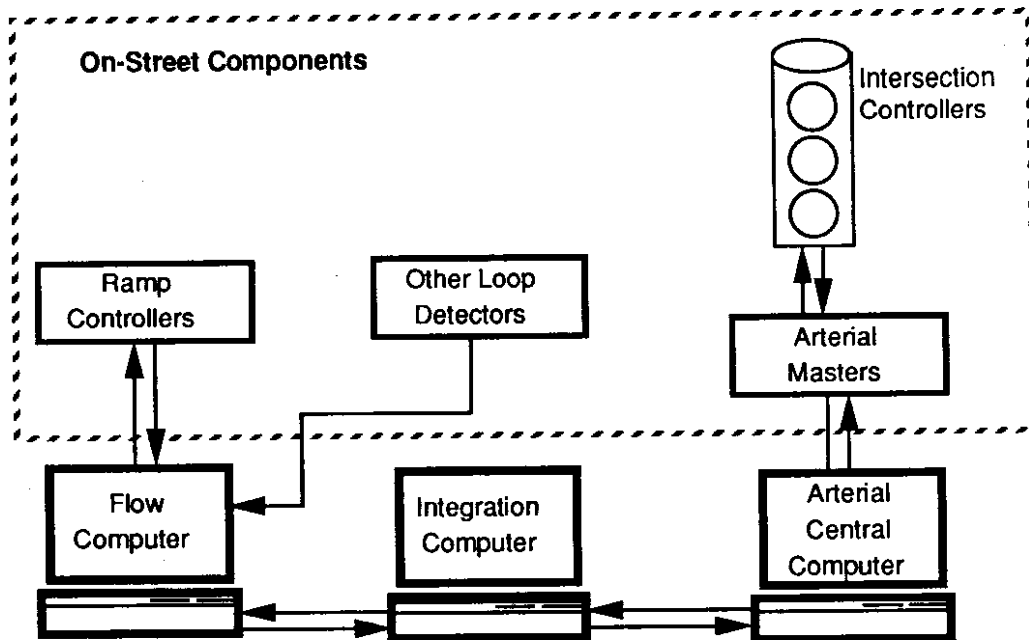 On-Street Components
Intersection
Controllers
Ramp
Controllers
Other Loop
Detectors
Arterial
Masters
Flow
Computer
Integration
Computer
Arterial
Central
Computer